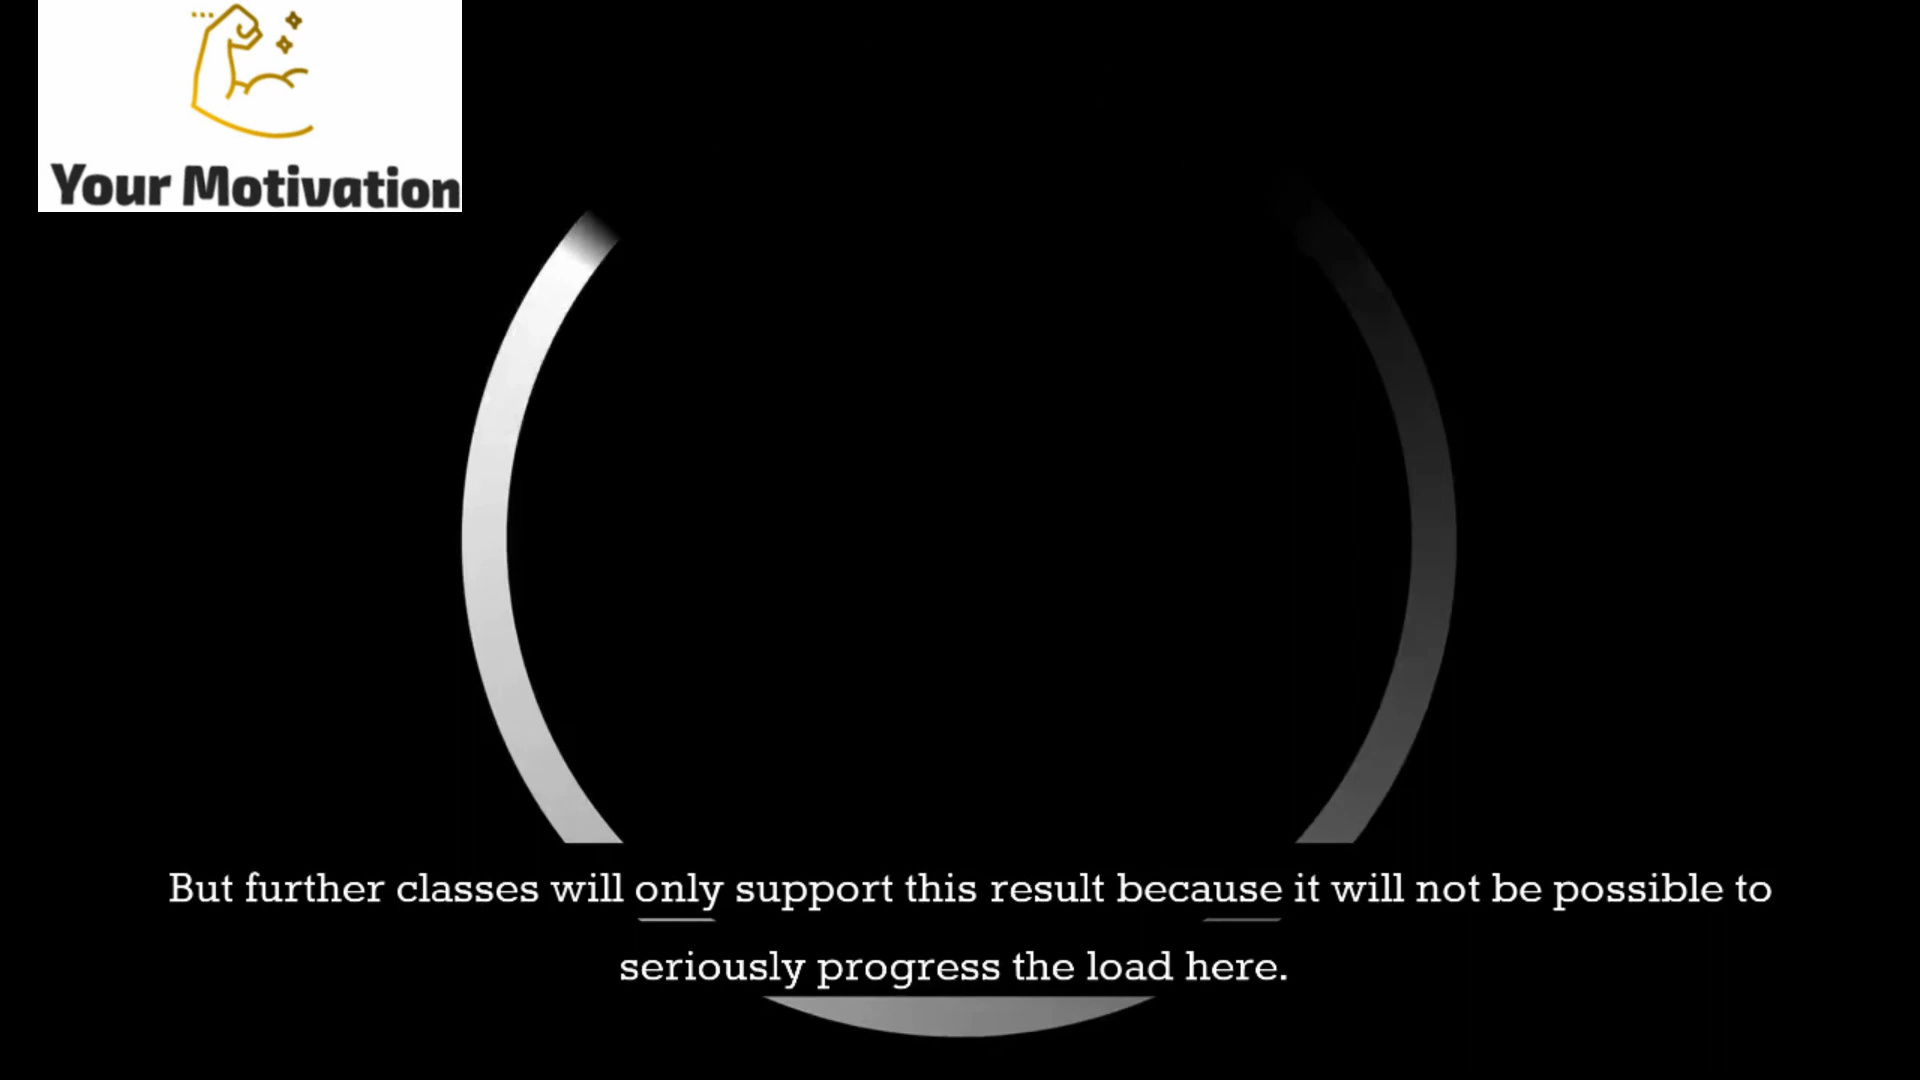 Your Motivation
But further classes will only support this result because it will not be possible to
seriously progress the load here.